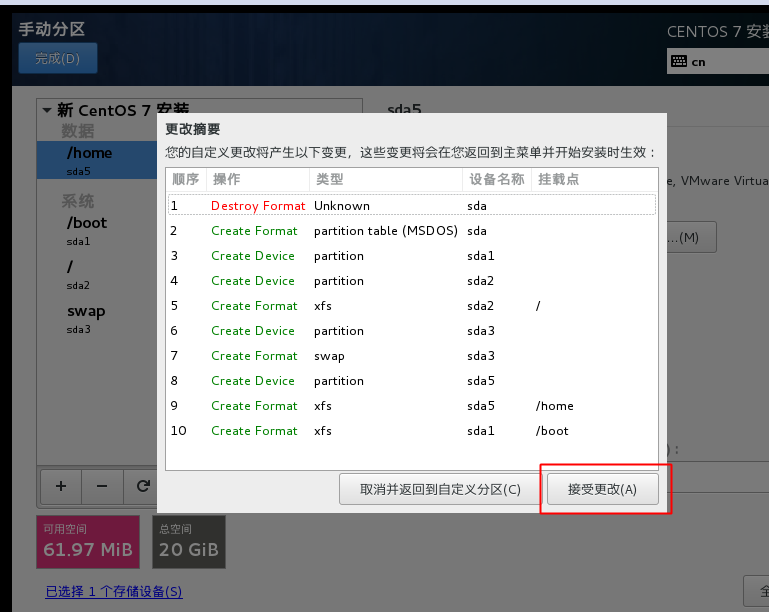 手动分区
CENTOS 7 安装
完成(D)
cn
新 CentOS 7 安装
sda5
数据
/home
sda5
系统
/boot
sda1
/
sda2
swap
sda3
更改摘要
您的自定义更改将产生以下变更，这些变更将会在您返回到主菜单并开始安装时生效：
顺序 操作 类型 设备名称 挂载点
1 Destroy Format Unknown sda
2 Create Format partition table (MSDOS) sda
3 Create Device partition sda1
4 Create Device partition sda2
5 Create Format xfs sda2 /
6 Create Device partition sda3
7 Create Format swap sda3
8 Create Device partition sda5
9 Create Format xfs sda5 /home
10 Create Format xfs sda1 /boot
取消并返回到自定义分区(C)
接受更改(A)
e, VMware Virtua
...(M)
) :
+ −
可用空间
61.97 MiB
总空间
20 GiB
已选择 1 个存储设备(S)
全